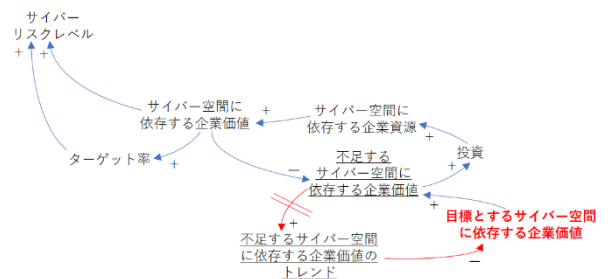 サイバー
リスクレベル
+
+
サイバー空間に
依存する企業価値
+
サイバー空間に
依存する企業資源
+
ターゲット率
+
−
不足する
サイバー空間に
依存する企業価値
+
投資
+
目標とするサイバー空間
に依存する企業価値
+
不足するサイバー空間
に依存する企業価値の
トレンド
−